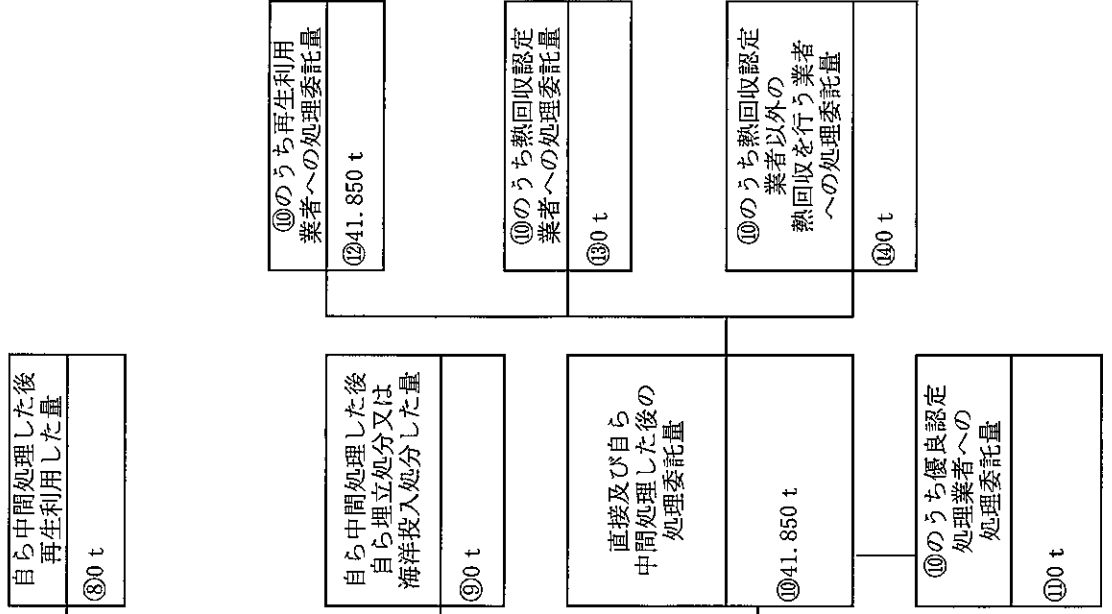 自ら中間処理した後
再生利用した量
⑧0 t
自ら中間処理した後
自ら埋立処分又は
海洋投入処分した量
⑨0 t
直接及び自ら
中間処理した後の
処理委託量
⑩41.850 t
⑩のうち優良認定
処理業者への
処理委託量
⑪0 t
⑩のうち再生利用
業者への処理委託量
⑫41.850 t
⑩のうち熱回収認定
業者への処理委託量
⑬0 t
⑩のうち熱回収認定
業者以外の
熱回収を行う業者
への処理委託量
⑭0 t